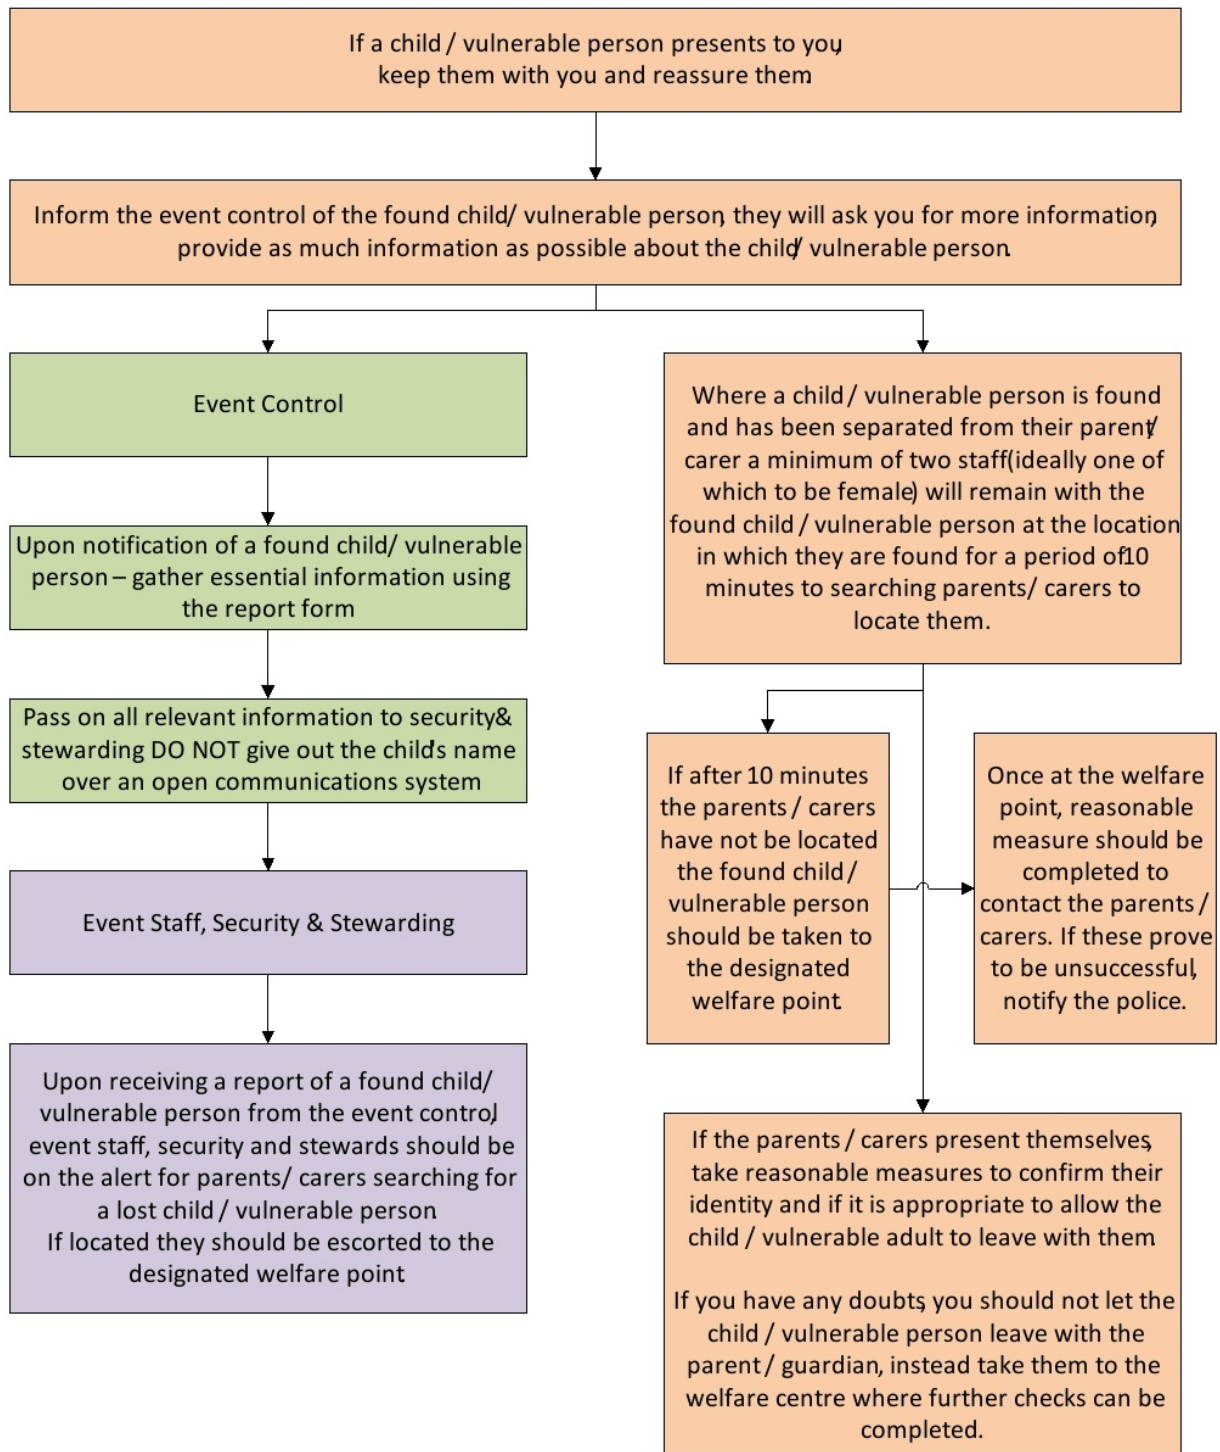 If a child / vulnerable person presents to you,
keep them with you and reassure them.
Inform the event control of the found child/ vulnerable person, they will ask you for more information,
provide as much information as possible about the child/ vulnerable person.
Event Control
Upon notification of a found child/ vulnerable
person – gather essential information using
the report form
Pass on all relevant information to security&
stewarding DO NOT give out the child's name
over an open communications system
Event Staff, Security & Stewarding
Upon receiving a report of a found child/
vulnerable person from the event control,
event staff, security and stewards should be
on the alert for parents/ carers searching for
a lost child / vulnerable person.
If located they should be escorted to the
designated welfare point.
Where a child / vulnerable person is found
and has been separated from their parent/
carer a minimum of two staff(ideally one of
which to be female) will remain with the
found child / vulnerable person at the location
in which they are found for a period of 10
minutes to searching parents/ carers to
locate them.
If after 10 minutes
the parents / carers
have not be located
the found child /
vulnerable person
should be taken to
the designated
welfare point.
Once at the welfare
point, reasonable
measure should be
completed to
contact the parents /
carers. If these prove
to be unsuccessful,
notify the police.
If the parents / carers present themselves,
take reasonable measures to confirm their
identity and if it is appropriate to allow the
child / vulnerable adult to leave with them.
If you have any doubts, you should not let the
child / vulnerable person leave with the
parent / guardian, instead take them to the
welfare centre where further checks can be
completed.